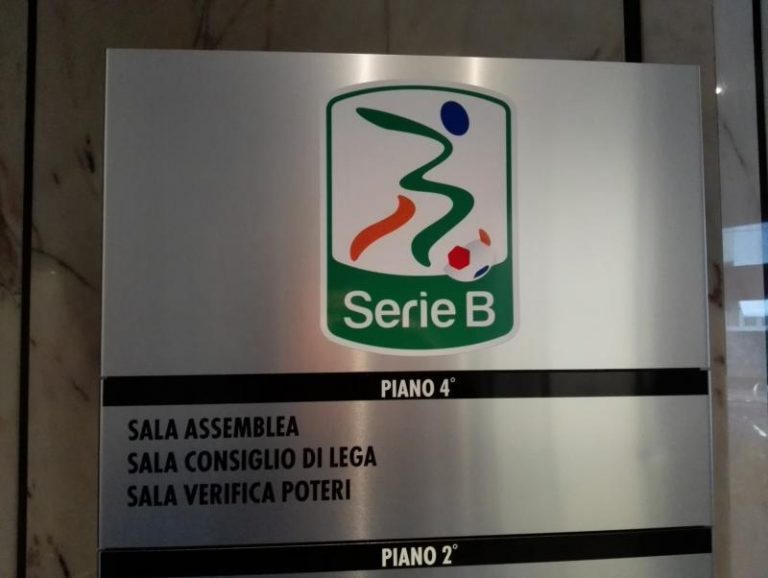 Serie B
PIANO 4°
SALA ASSEMBLEA
SALA CONSIGLIO DI LEGA
SALA VERIFICA POTERI
PIANO 2°